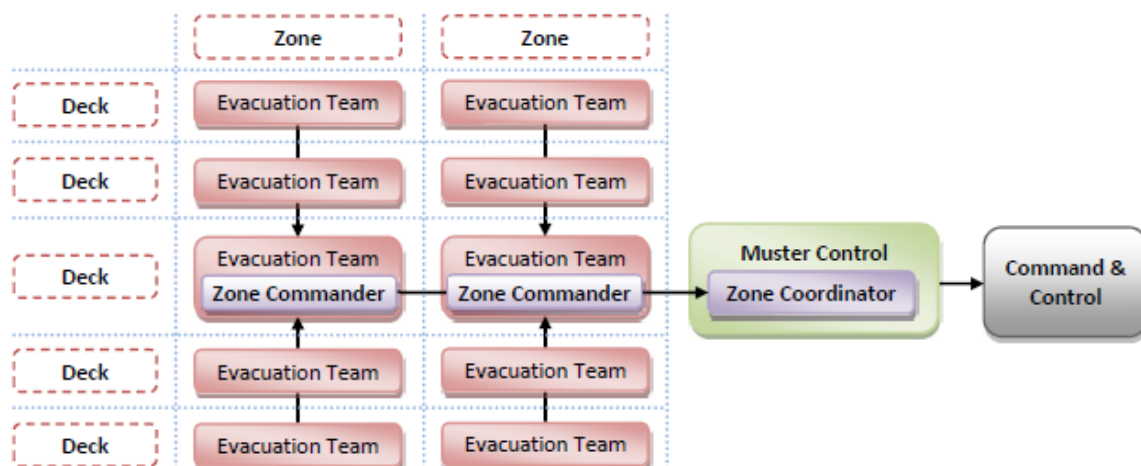 Zone Zone
Deck Evacuation Team Evacuation Team
Deck Evacuation Team Evacuation Team
Deck Evacuation Team Evacuation Team Muster Control Command &
Zone Commander Zone Commander Zone Coordinator Control
Deck Evacuation Team Evacuation Team
Deck Evacuation Team Evacuation Team